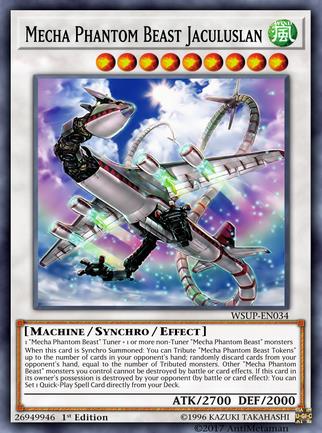 MECHA PHANTOM BEAST JACULUSLAN
WIND
風
WSUP-EN034
[MACHINE / SYNCHRO / EFFECT]
1 "Mecha Phantom Beast" Tuner + 1 or more non-Tuner "Mecha Phantom Beast" monsters
When this card is Synchro Summoned: You can Tribute "Mecha Phantom Beast Tokens"
up to the number of cards in your opponent's hand; randomly discard cards from your
opponent's hand, equal to the number of Tributed monsters. Other "Mecha Phantom
Beast" monsters you control cannot be destroyed by battle or card effects. If this card in
its owner's possession is destroyed by your opponent (by battle or card effect): You can
Set 1 Quick-Play Spell Card directly from your Deck.
ATK/2700 DEF/2000
26949946 1st Edition ©1996 KAZUKI TAKAHASHI
©2017 AntiMetaman